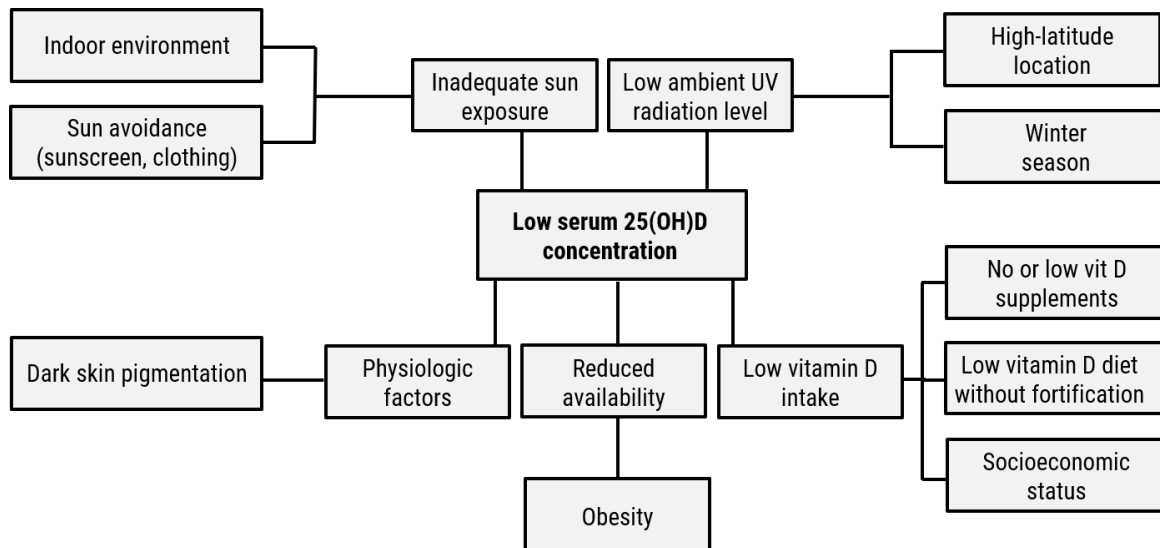 Indoor environment
Sun avoidance
(sunscreen, clothing)
Inadequate sun
exposure
Low ambient UV
radiation level
High-latitude
location
Winter
season
Low serum 25(OH)D
concentration
Dark skin pigmentation
Physiologic
factors
Reduced
availability
Low vitamin D
intake
No or low vit D
supplements
Low vitamin D diet
without fortification
Socioeconomic
status
Obesity